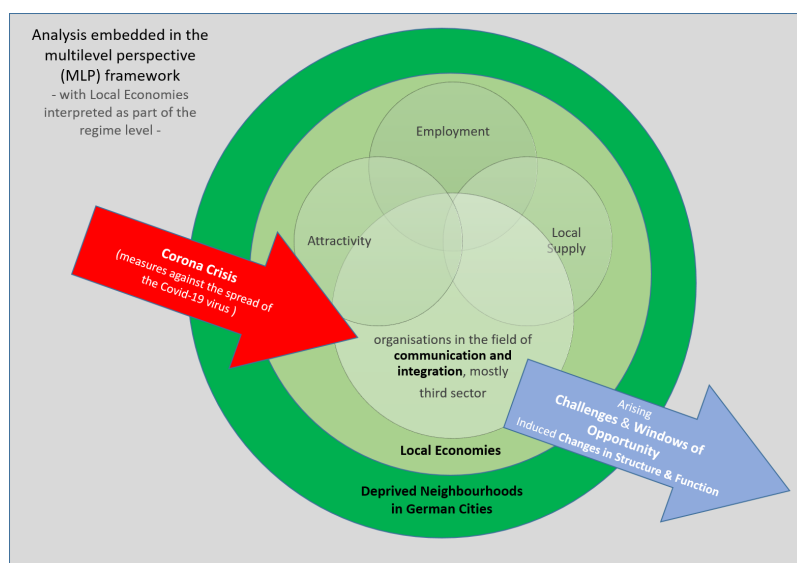 Analysis embedded in the
multilevel perspective
(MLP) framework
- with Local Economies
interpreted as part of the
regime level -
Employment
Attractivity
Local
Supply
Corona Crisis
(measures against the spread of
the Covid-19 virus )
organisations in the field of
communication and
integration, mostly
third sector
Arising
Challenges & Windows of
Opportunity
Induced Changes in Structure & Function
Local Economies
Deprived Neighbourhoods
in German Cities